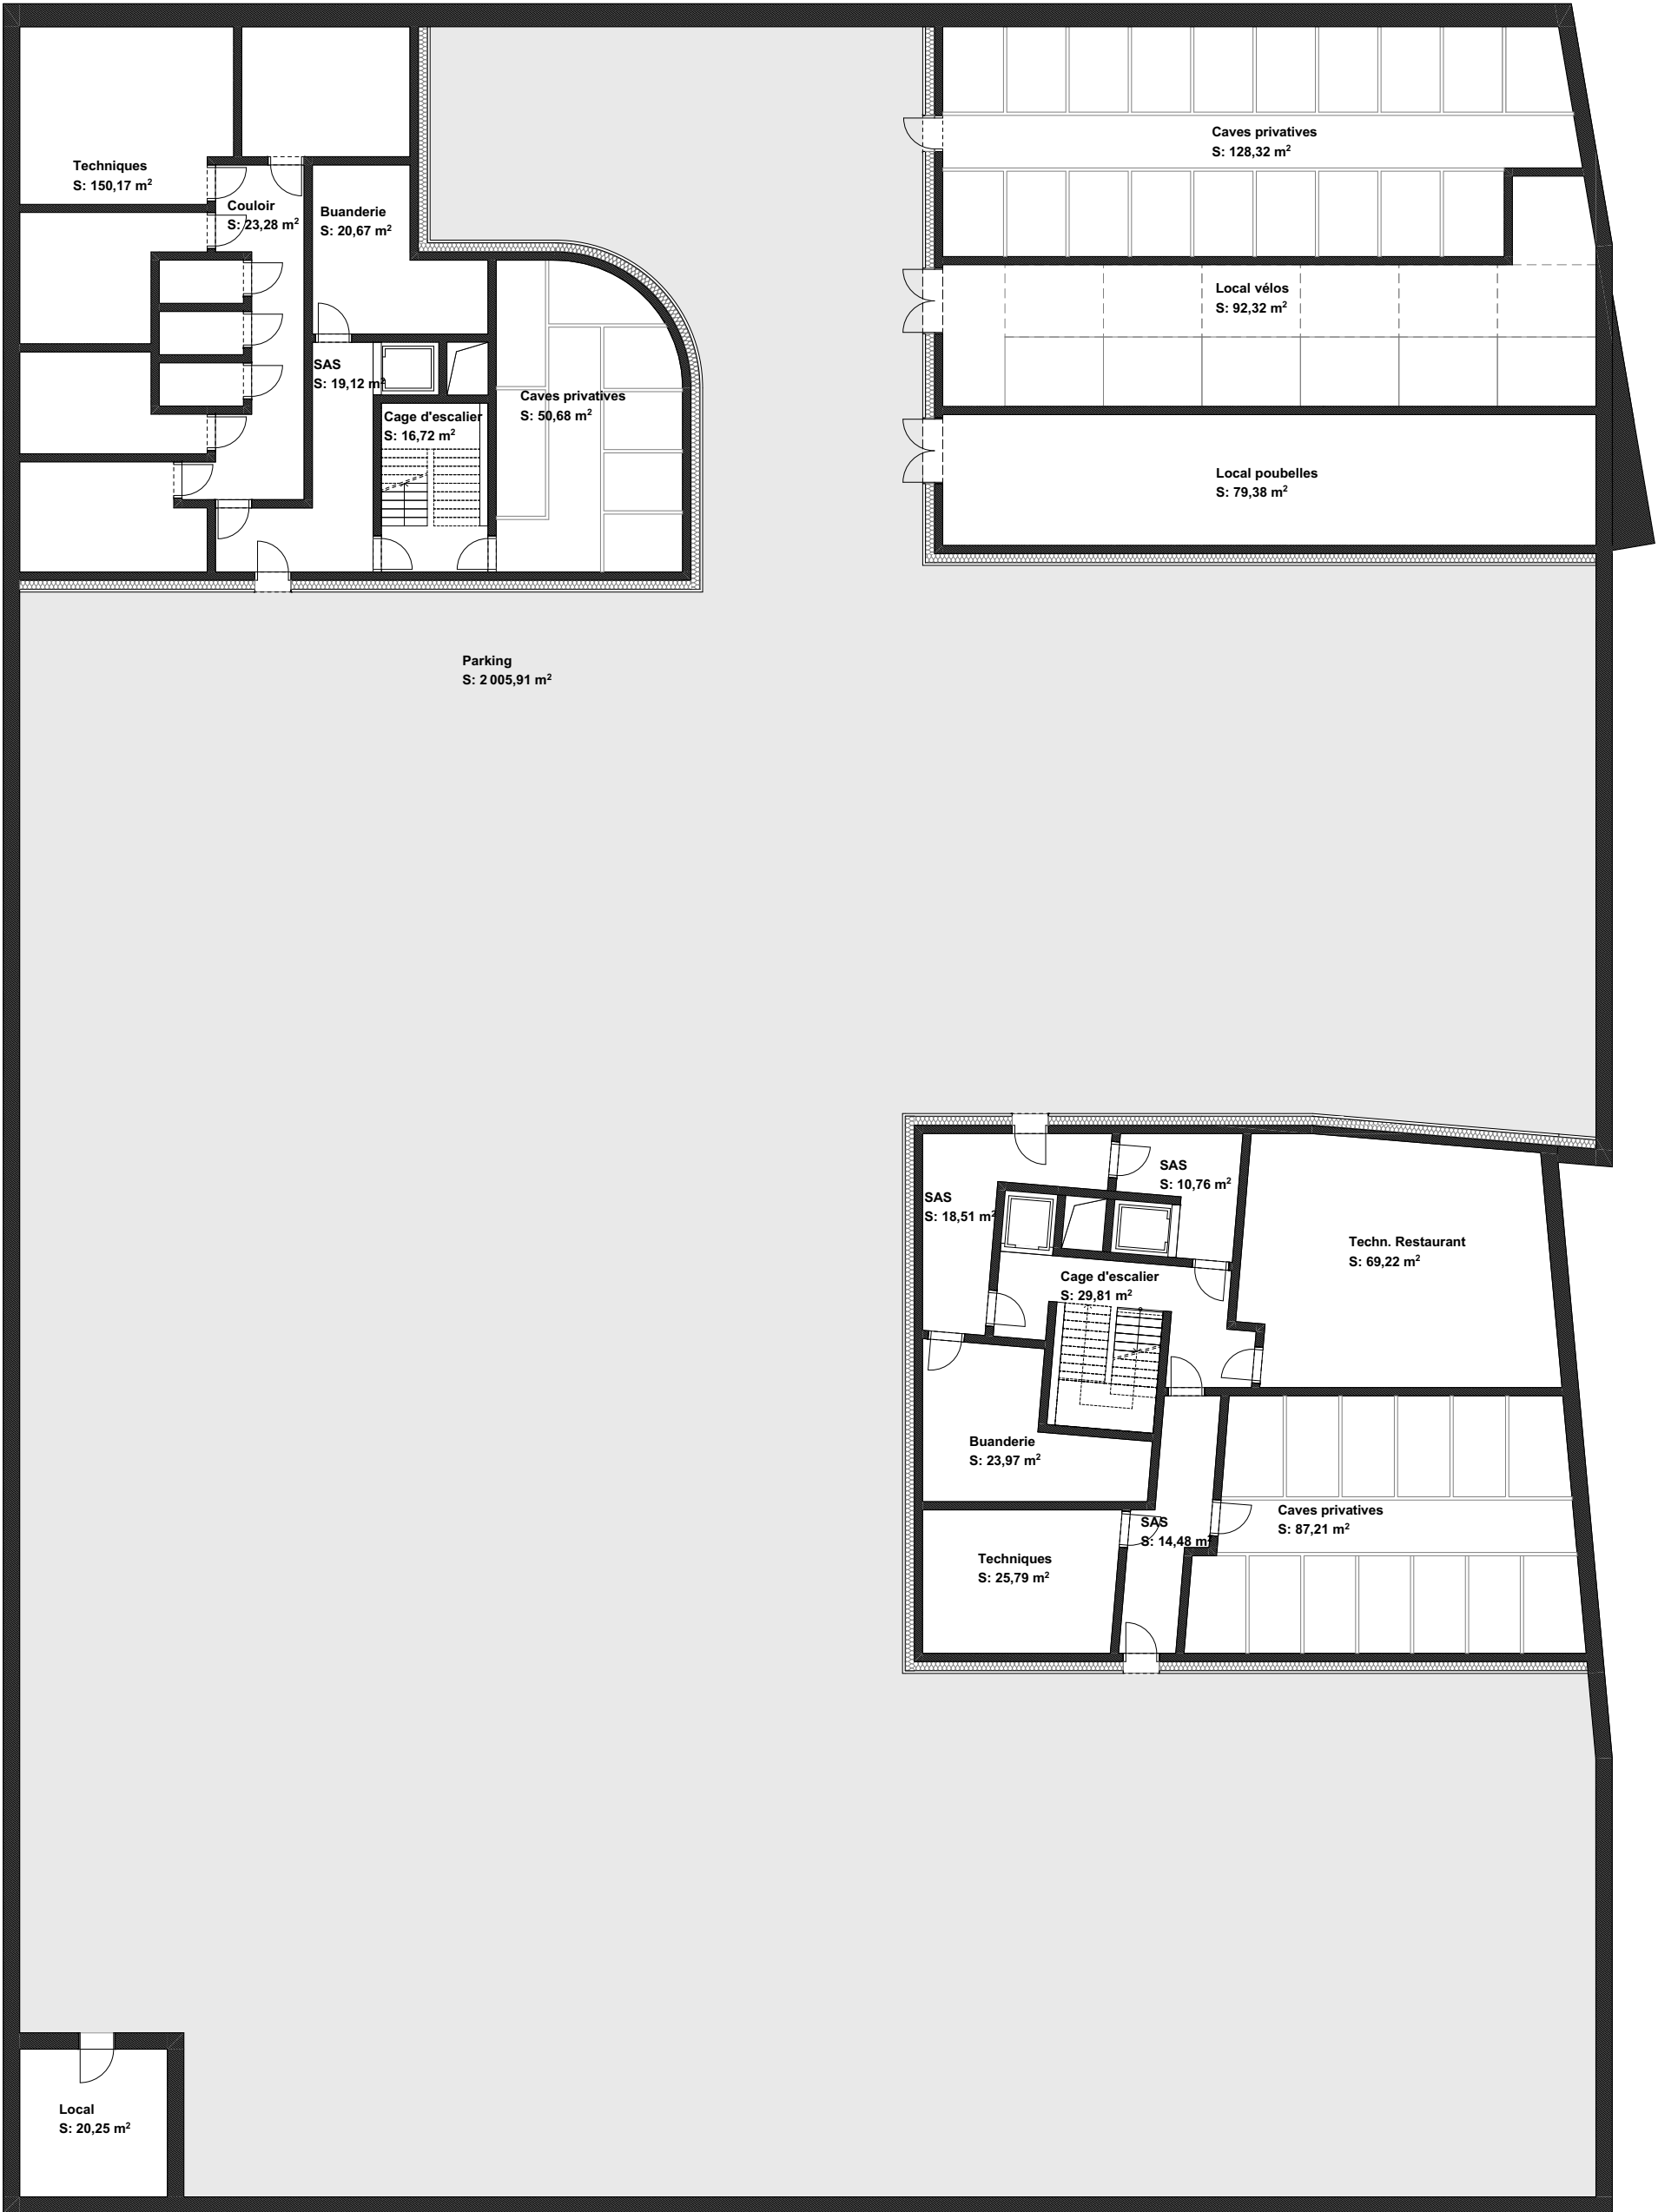 Techniques
S: 150,17 m²
Couloir
S: 23,28 m²
Buanderie
S: 20,67 m²
SAS
S: 19,12 m²
Cage d'escalier
S: 16,72 m²
Caves privatives
S: 50,68 m²
Caves privatives
S: 128,32 m²
Local vélos
S: 92,32 m²
Local poubelles
S: 79,38 m²
Parking
S: 2 005,91 m²
SAS
S: 10,76 m²
SAS
S: 18,51 m²
Techn. Restaurant
S: 69,22 m²
Cage d'escalier
S: 29,81 m²
Buanderie
S: 23,97 m²
Caves privatives
S: 87,21 m²
SAS
S: 14,48 m²
Techniques
S: 25,79 m²
Local
S: 20,25 m²